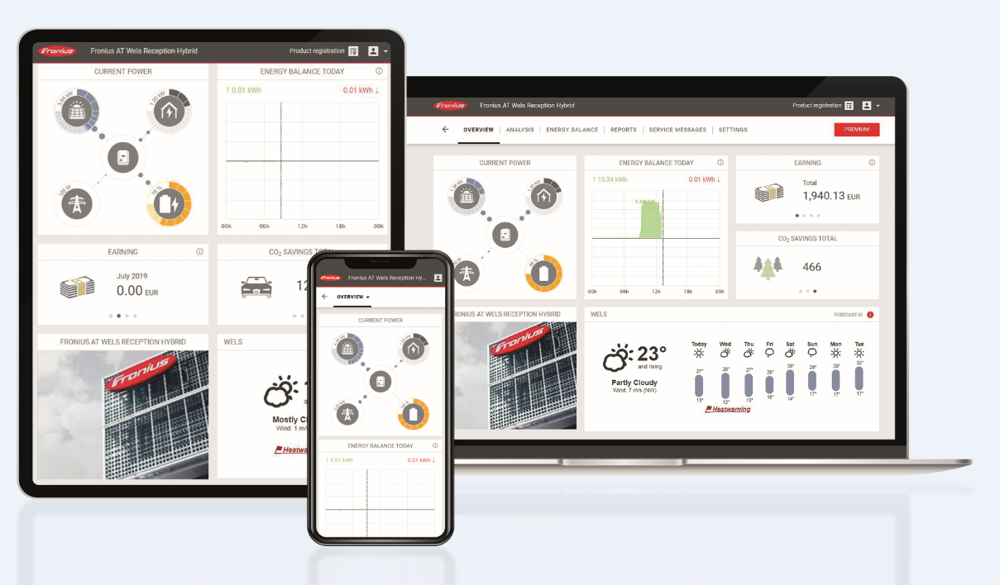 Fronius
Fronius AT Wels Reception Hybrid
Product registration
CURRENT POWER
ENERGY BALANCE TODAY
↑ 0.01 kWh
0.01 kWh ↓
00h 06h 12h 18h 00h
EARNING
July 2019
0.00 EUR
CO2 SAVINGS TOTAL
FRONIUS AT WELS RECEPTION HYBRID
Fronius
WELS
Mostly
Wind: 1
Fronius
Fronius AT Wels Reception Hy...
← OVERVIEW
CURRENT POWER
ENERGY BALANCE TODAY
↑ 0.01 kWh
0.01 kWh ↓
Fronius
Fronius AT Wels Reception Hybrid
Product registration
← OVERVIEW | ANALYSIS | ENERGY BALANCE | REPORTS | SERVICE MESSAGES | SETTINGS
PREMIUM
CURRENT POWER
ENERGY BALANCE TODAY
↑ 13.24 kWh
0.01 kWh ↓
00h 06h 12h 18h 00h
EARNING
Total
1,940.13 EUR
CO2 SAVINGS TOTAL
466
FRONIUS AT WELS RECEPTION HYBRID
Fronius
WELS
FORECAST.IO
23°
and rising
Partly Cloudy
Wind: 7 m/s (NW)
Today Wed Thu Fri Sat Sun Mon Tue
27° 28° 27° 26° 30° 29° 30° 32°
13° 12° 13° 15° 14° 17° 17° 17°
Heatwarning